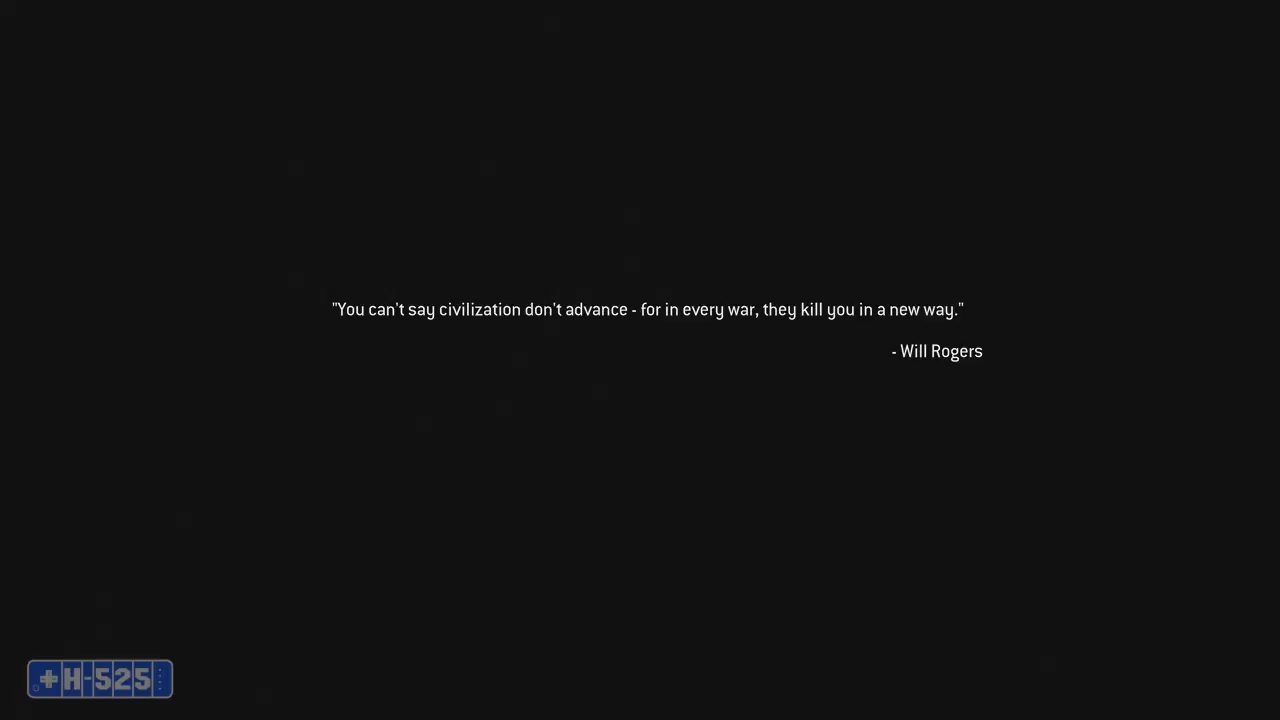 "You can't say civilization don't advance - for in every war, they kill you in a new way."
- Will Rogers
+H-525